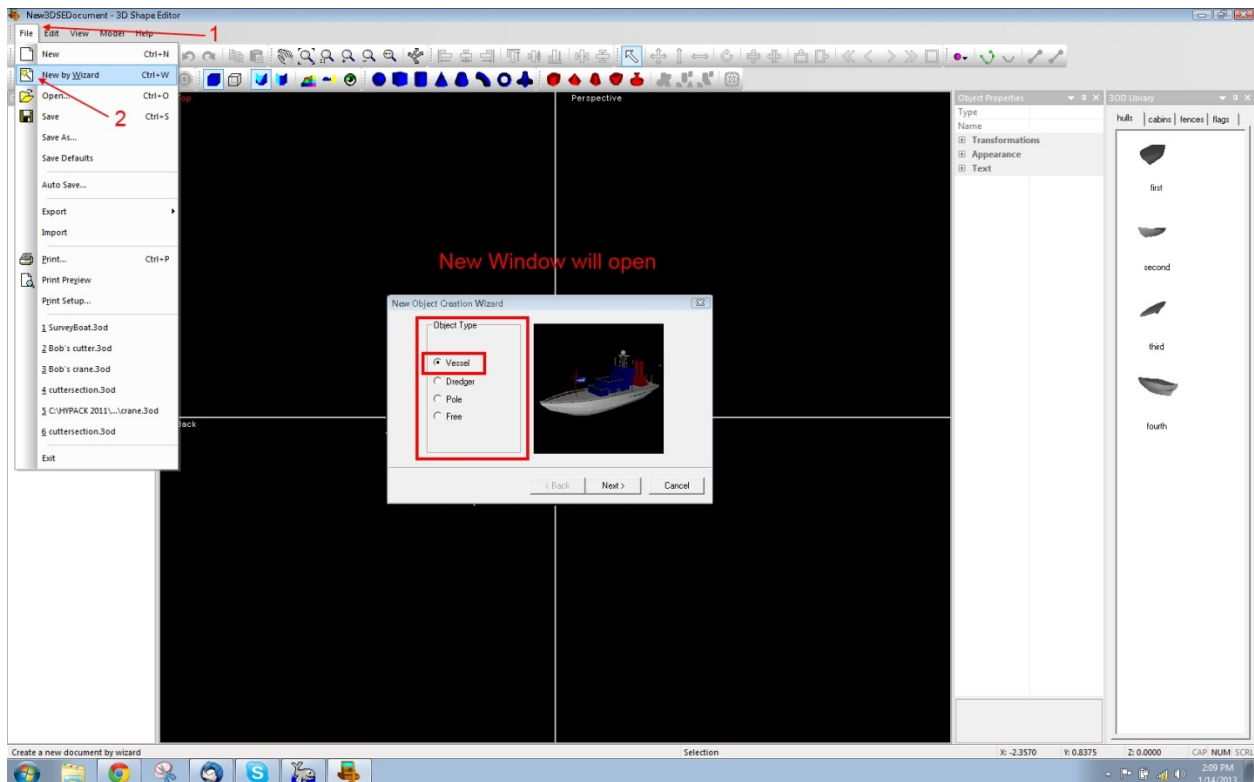 New3DSEDocument - 3D Shape Editor
File Edit View Model Help
1
New Ctrl+N
New by Wizard Ctrl+W
Open... Ctrl+O
2
Save Ctrl+S
Save As...
Save Defaults
Auto Save...
Export
Import
Print... Ctrl+P
Print Preview
Print Setup...
1 SurveyBoat.3od
2 Bob's cutter.3od
3 Bob's crane.3od
4 cuttersection.3od
5 C:\HYPACK 2011\...\crane.3od
6 cuttersection.3od
Exit
Perspective
New Window will open
New Object Creation Wizard
Object Type
Vessel
Dredger
Pole
Free
< Back Next > Cancel
Object Properties
Type
Name
Transformations
Appearance
Text
3OD Library
hulls cabins fences flags
first
second
third
fourth
Create a new document by wizard Selection X: -2.3570 Y: 0.8375 Z: 0.0000 CAP NUM SCRL
2:09 PM
1/14/2013